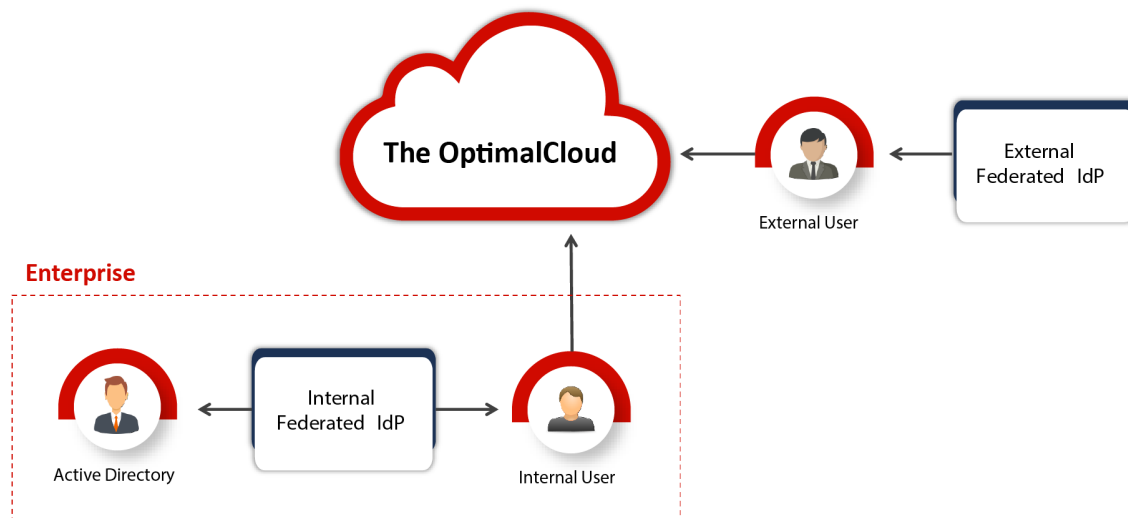 The OptimalCloud
External
Federated IdP
External User
Enterprise
Internal
Federated IdP
Active Directory
Internal User